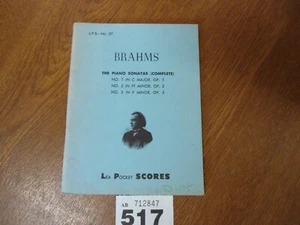 L.P.S.—No. 27
BRAHMS
THE PIANO SONATAS (COMPLETE)
NO. 1 IN C MAJOR, OP. 1
NO. 2 IN F♯ MINOR, OP. 2
NO. 3 IN F MINOR, OP. 5
LEA POCKET SCORES
AB 712847
517